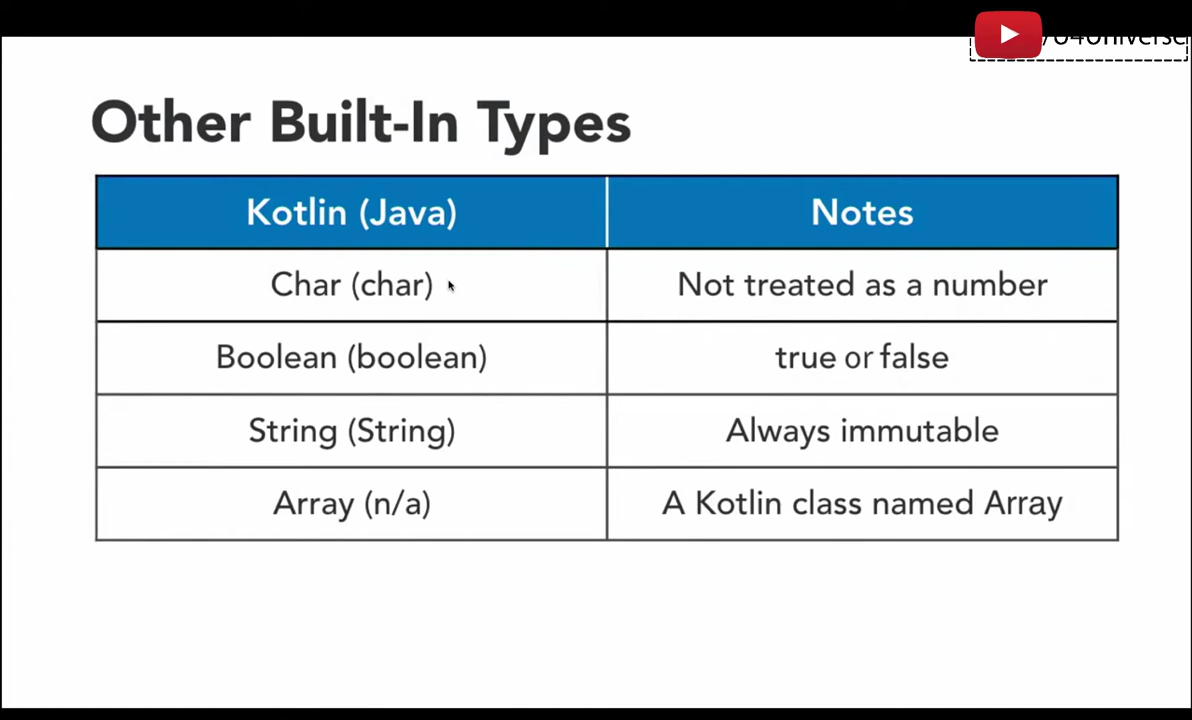 Other Built-In Types
Kotlin (Java) Notes
Char (char) Not treated as a number
Boolean (boolean) true or false
String (String) Always immutable
Array (n/a) A Kotlin class named Array